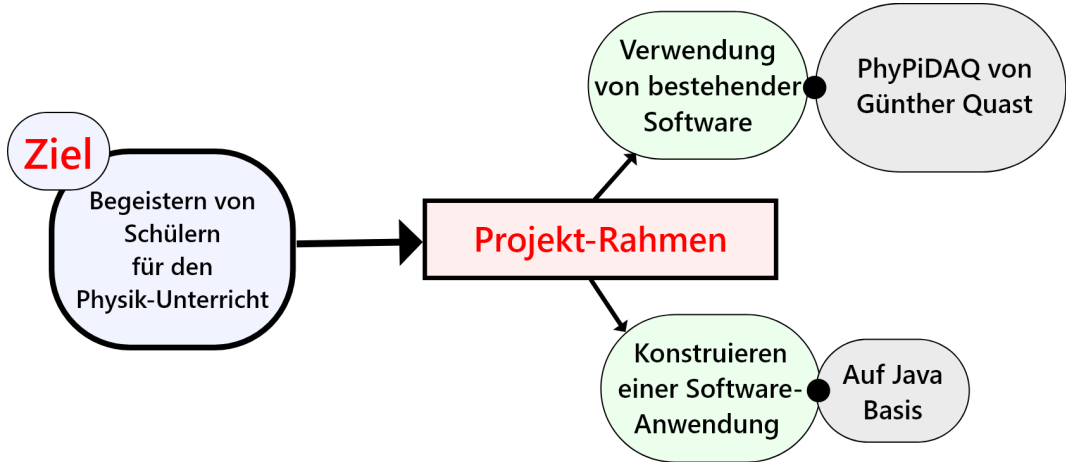 Ziel
Begeistern von
Schülern
für den
Physik-Unterricht
Projekt-Rahmen
Verwendung
von bestehender
Software
PhyPiDAQ von
Günther Quast
Konstruieren
einer Software-
Anwendung
Auf Java
Basis